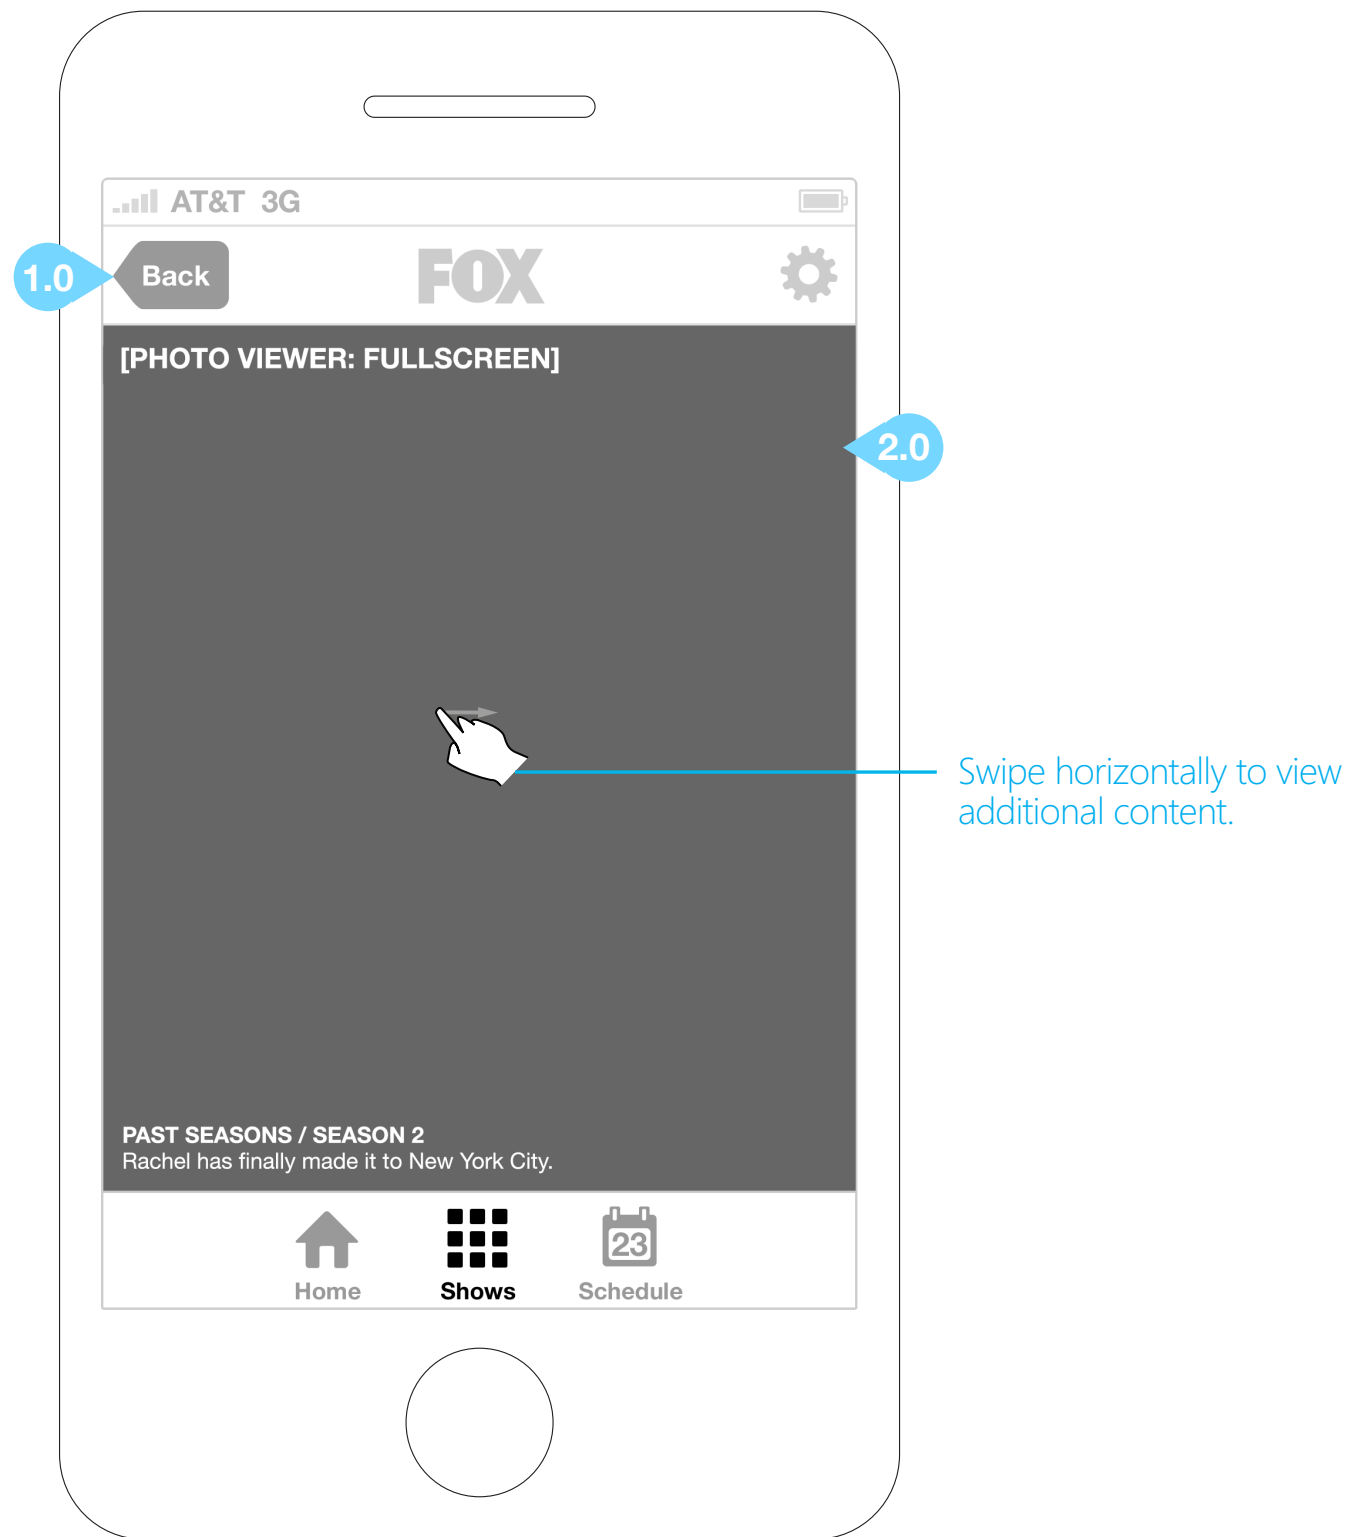 AT&T 3G
1.0
Back
FOX
[PHOTO VIEWER: FULLSCREEN]
2.0
Swipe horizontally to view
additional content.
PAST SEASONS / SEASON 2
Rachel has finally made it to New York City.
23
Home
Shows
Schedule